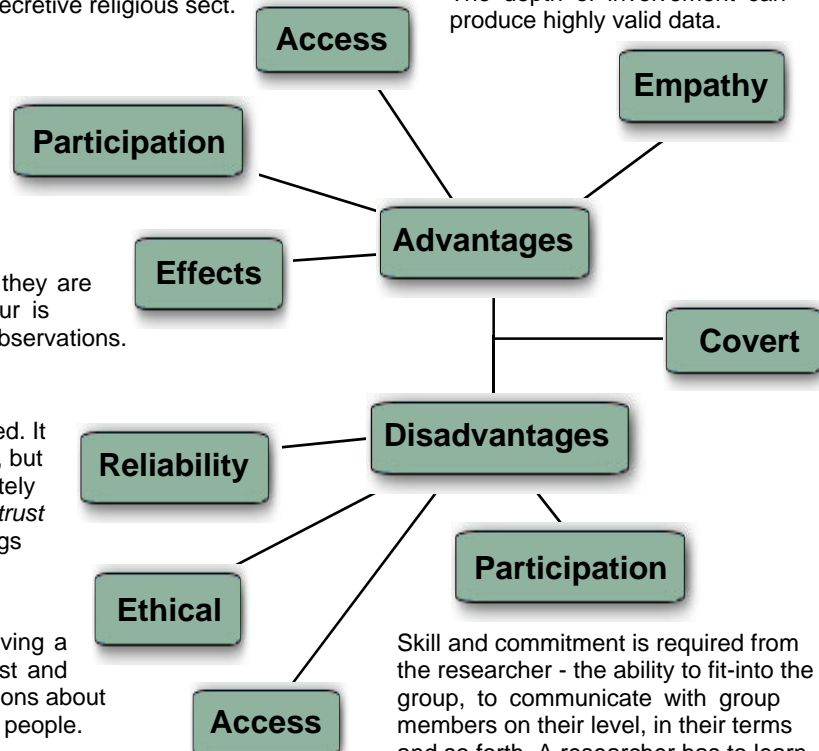 ecretive religious sect.
produce highly valid data.
Access
Empathy
Participation
Advantages
Effects
they are
ur is
bservations.
Covert
Disadvantages
ed. It
, but
tely
trust
gs
Reliability
Participation
Ethical
ving a
st and
ons about
people.
Access
Skill and commitment is required from
the researcher - the ability to fit-into the
group, to communicate with group
members on their level, in their terms